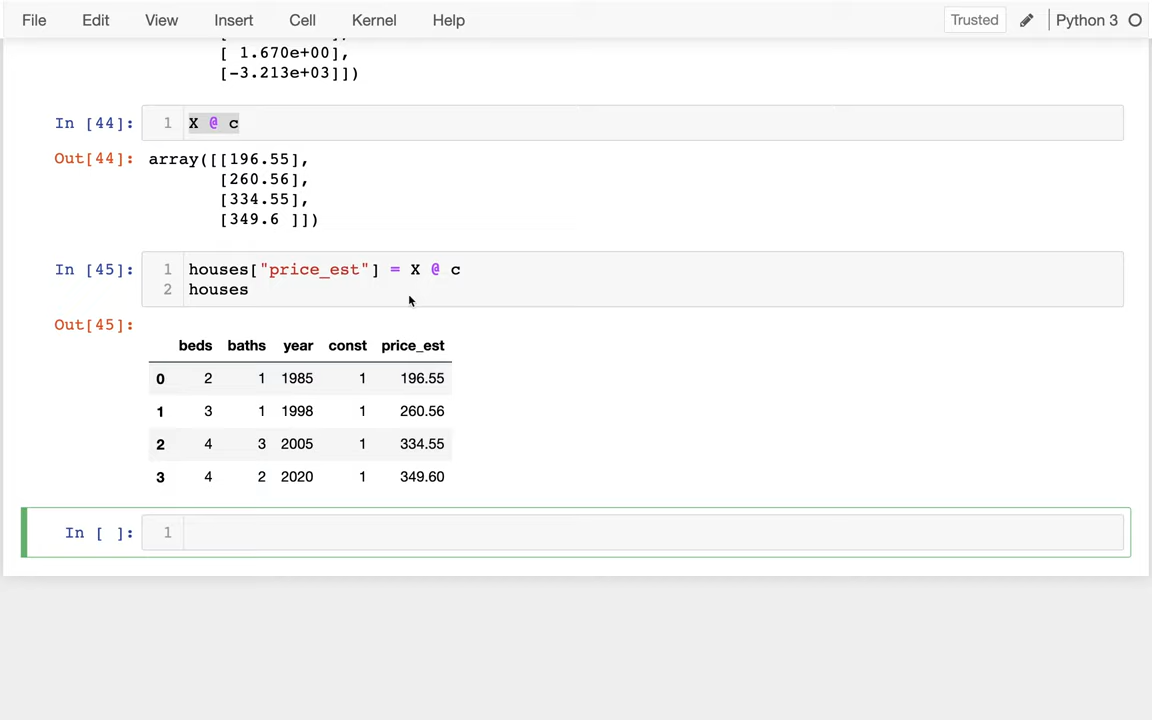 File Edit View Insert Cell Kernel Help Trusted Python 3
[ 1.670e+00],
[-3.213e+03]])
In [44]: 1 X @ c
Out[44]: array([[196.55],
[260.56],
[334.55],
[349.6 ]])
In [45]: 1 houses["price_est"] = X @ c
2 houses
Out[45]:
beds baths year const price_est
0 2 1 1985 1 196.55
1 3 1 1998 1 260.56
2 4 3 2005 1 334.55
3 4 2 2020 1 349.60
In [ ]: 1